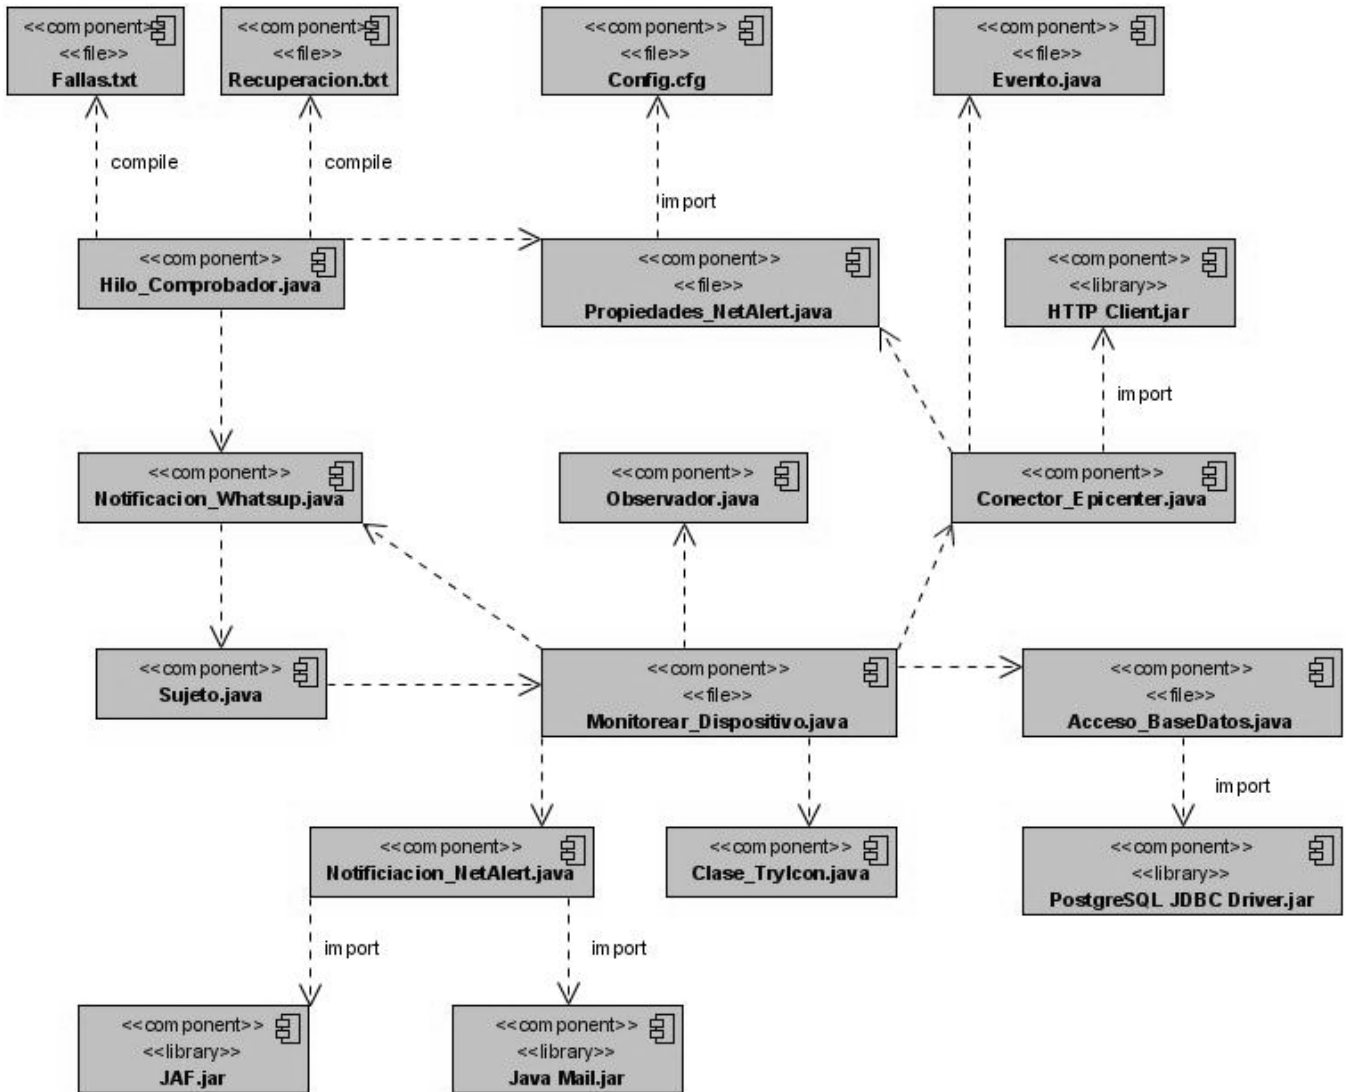 <<component>>
<<file>>
Fallas.txt
<<component>>
<<file>>
Recuperacion.txt
<<component>>
<<file>>
Config.cfg
<<component>>
<<file>>
Evento.java
compile
compile
import
<<component>>
Hilo_Comprobador.java
<<component>>
<<file>>
Propiedades_NetAlert.java
<<component>>
<<library>>
HTTP Client.jar
import
<<component>>
Notificacion_Whatsup.java
<<component>>
Observador.java
<<component>>
Conector_Epicenter.java
<<component>>
Sujeto.java
<<component>>
<<file>>
Monitorear_Dispositivo.java
<<component>>
<<file>>
Acceso_BaseDatos.java
import
<<component>>
Notificiacion_NetAlert.java
<<component>>
Clase_TryIcon.java
<<component>>
<<library>>
PostgreSQL JDBC Driver.jar
import
import
<<component>>
<<library>>
JAF.jar
<<component>>
<<library>>
Java Mail.jar